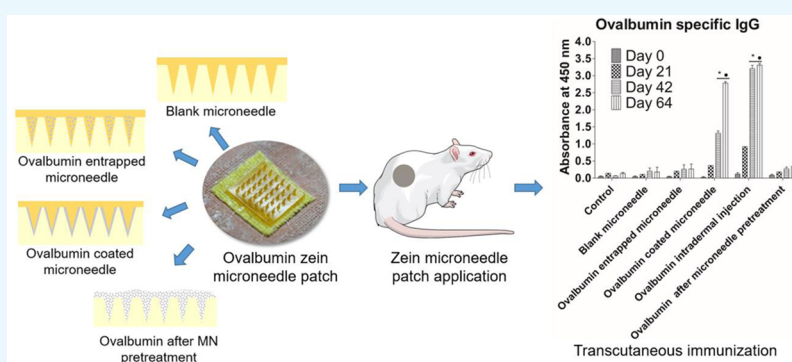 Blank microneedle
Ovalbumin entrapped
microneedle
Ovalbumin coated
microneedle
Ovalbumin after MN
pretreatment
Ovalbumin zein
microneedle patch
Zein microneedle
patch application
Ovalbumin specific IgG
Absorbance at 450 nm
4.0
3.5
3.0
2.5
2.0
1.5
1.0
0.5
0.0
Day 0
Day 21
Day 42
Day 64
* •
* •
Control
Blank microneedle
Ovalbumin entrapped microneedle
Ovalbumin coated microneedle
Ovalbumin intradermal injection
Ovalbumin after microneedle pretreatment
Transcutaneous immunization